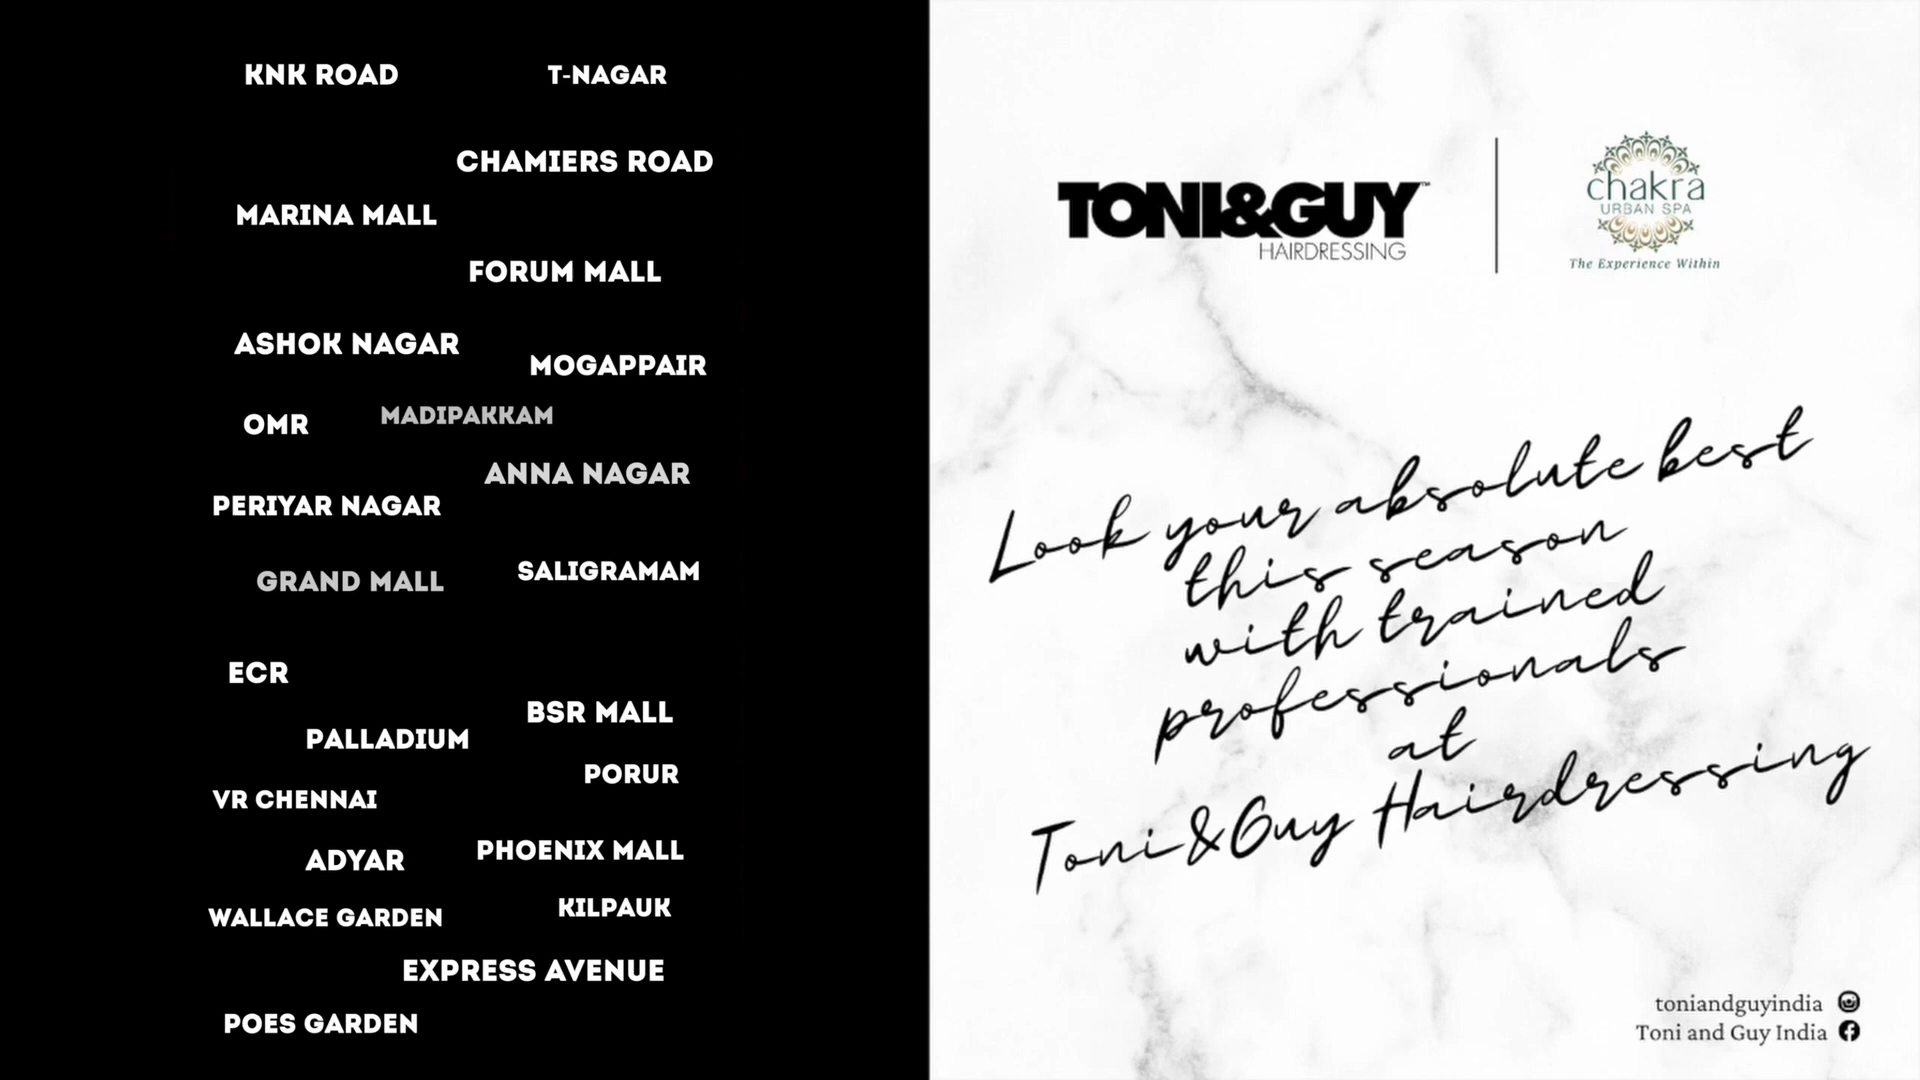 KNK ROAD
T-NAGAR
CHAMIERS ROAD
MARINA MALL
FORUM MALL
ASHOK NAGAR
MOGAPPAIR
MADIPAKKAM
OMR
ANNA NAGAR
PERIYAR NAGAR
SALIGRAMAM
GRAND MALL
ECR
BSR MALL
PALLADIUM
PORUR
VR CHENNAI
PHOENIX MALL
ADYAR
KILPAUK
WALLACE GARDEN
EXPRESS AVENUE
POES GARDEN
TONI&GUY™
HAIRDRESSING
chakra
URBAN SPA
The Experience Within
Look your absolute best
this season
with trained
professionals
at
Toni&Guy Hairdressing
toniandguyindia
Toni and Guy India